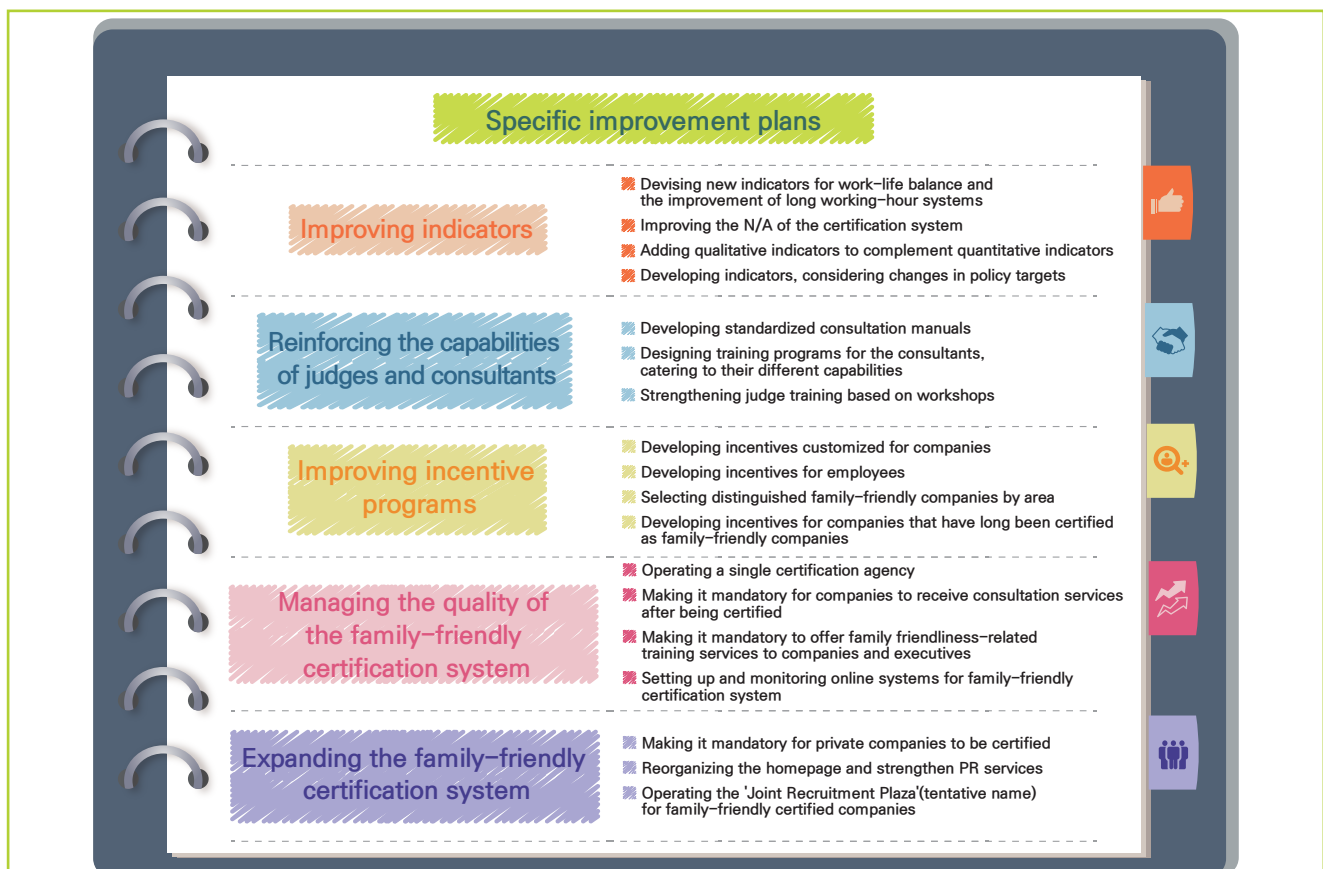 Specific improvement plans
Improving indicators
Devising new indicators for work-life balance and
the improvement of long working-hour systems
Improving the N/A of the certification system
Adding qualitative indicators to complement quantitative indicators
Developing indicators, considering changes in policy targets
Reinforcing the capabilities
of judges and consultants
Developing standardized consultation manuals
Designing training programs for the consultants,
catering to their different capabilities
Strengthening judge training based on workshops
Improving incentive
programs
Developing incentives customized for companies
Developing incentives for employees
Selecting distinguished family-friendly companies by area
Developing incentives for companies that have long been certified
as family-friendly companies
Managing the quality of
the family-friendly
certification system
Operating a single certification agency
Making it mandatory for companies to receive consultation services
after being certified
Making it mandatory to offer family friendliness-related
training services to companies and executives
Setting up and monitoring online systems for family-friendly
certification system
Expanding the family-friendly
certification system
Making it mandatory for private companies to be certified
Reorganizing the homepage and strengthen PR services
Operating the 'Joint Recruitment Plaza'(tentative name)
for family-friendly certified companies